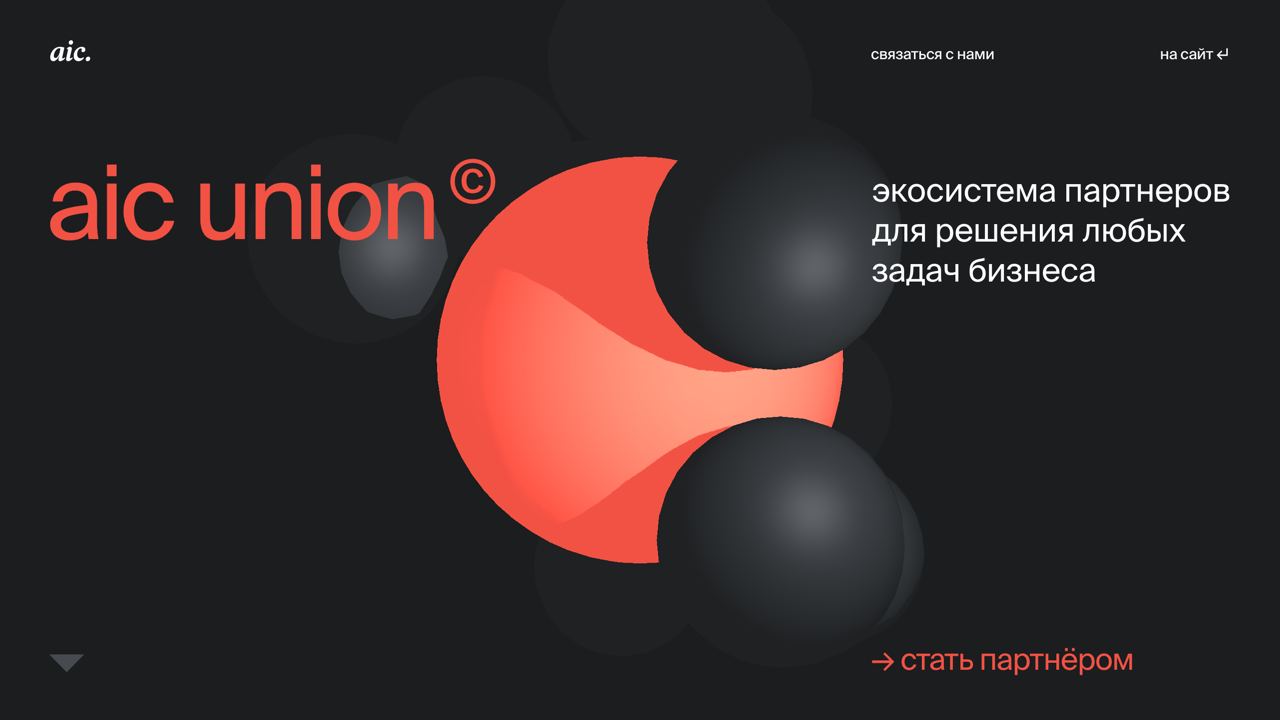 aic.
связаться с нами
на сайт ↵
aic union©
экосистема партнеров
для решения любых
задач бизнеса
→ стать партнёром